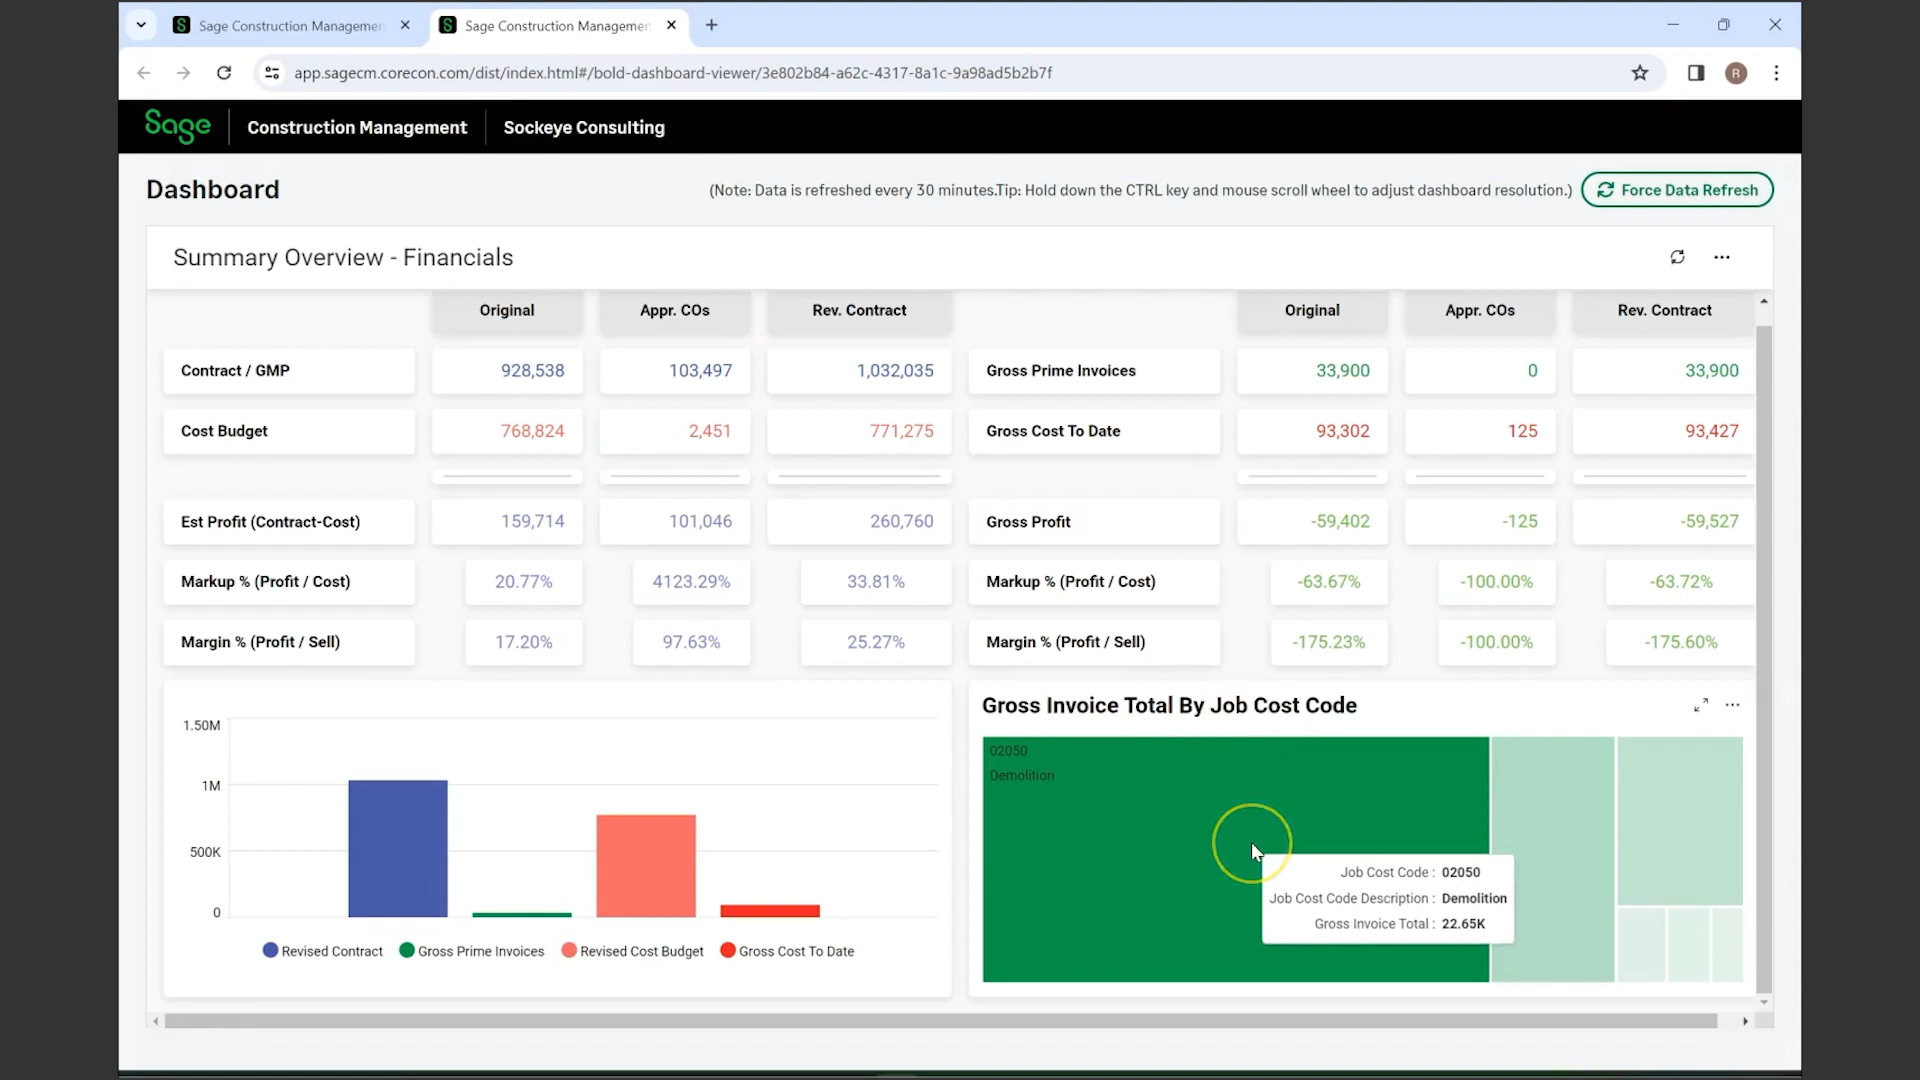 Sage Construction Managemen
Sage Construction Managemen
app.sagecm.corecon.com/dist/index.html#/bold-dashboard-viewer/3e802b84-a62c-4317-8a1c-9a98ad5b2b7f
R
Sage
Construction Management
Sockeye Consulting
Dashboard
(Note: Data is refreshed every 30 minutes.Tip: Hold down the CTRL key and mouse scroll wheel to adjust dashboard resolution.)
Force Data Refresh
Summary Overview - Financials
Original Appr. COs Rev. Contract Original Appr. COs Rev. Contract
Contract / GMP 928,538 103,497 1,032,035 Gross Prime Invoices 33,900 0 33,900
Cost Budget 768,824 2,451 771,275 Gross Cost To Date 93,302 125 93,427
Est Profit (Contract-Cost) 159,714 101,046 260,760 Gross Profit -59,402 -125 -59,527
Markup % (Profit / Cost) 20.77% 4123.29% 33.81% Markup % (Profit / Cost) -63.67% -100.00% -63.72%
Margin % (Profit / Sell) 17.20% 97.63% 25.27% Margin % (Profit / Sell) -175.23% -100.00% -175.60%
1.50M
1M
500K
0
Revised Contract Gross Prime Invoices Revised Cost Budget Gross Cost To Date
Gross Invoice Total By Job Cost Code
02050
Demolition
Job Cost Code : 02050
Job Cost Code Description : Demolition
Gross Invoice Total : 22.65K